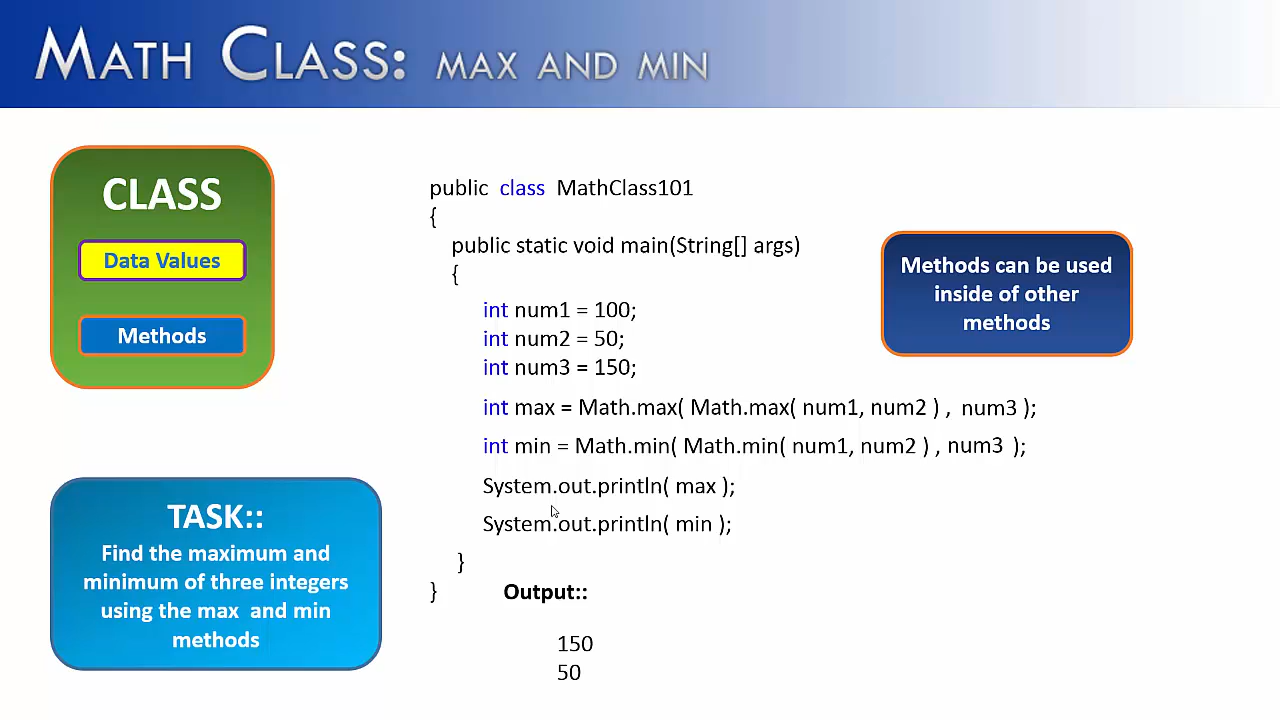 MATH CLASS: MAX AND MIN
CLASS
Data Values
Methods
TASK::
Find the maximum and
minimum of three integers
using the max and min
methods
public class MathClass101
{
public static void main(String[] args)
{
int num1 = 100;
int num2 = 50;
int num3 = 150;
int max = Math.max( Math.max( num1, num2 ) , num3 );
int min = Math.min( Math.min( num1, num2 ) , num3 );
System.out.println( max );
System.out.println( min );
}
}
Output::
150
50
Methods can be used
inside of other
methods